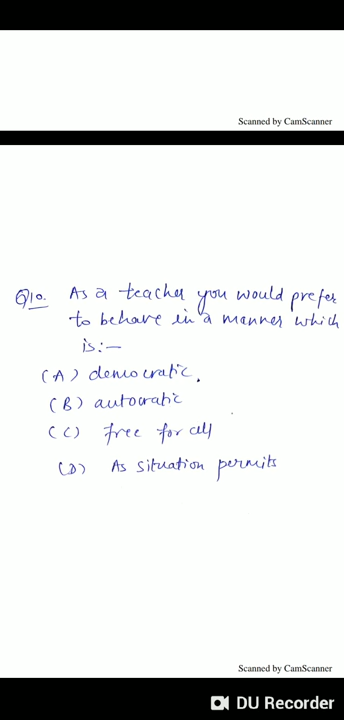 Scanned by CamScanner
Q10. As a teacher you would prefer
to behave in a manner which
is:—
(A) democratic.
(B) autocratic
(C) free for all
(D) As situation permits
Scanned by CamScanner
DU Recorder